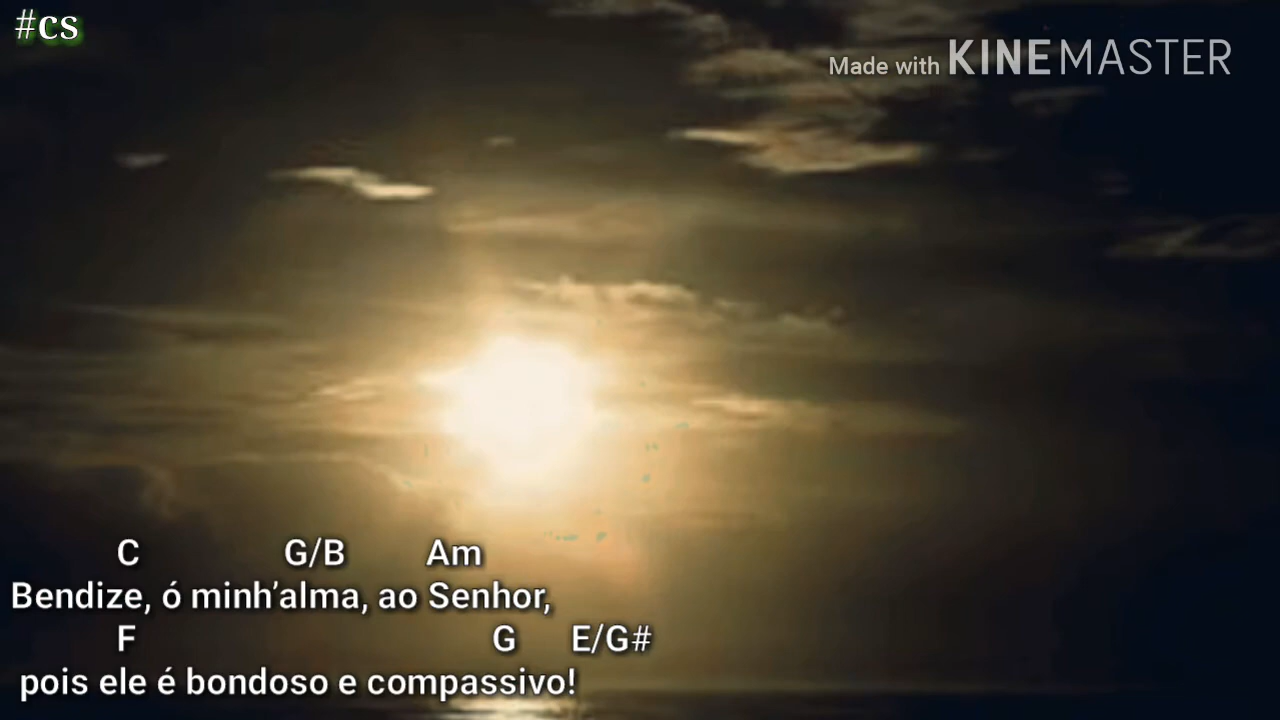 #cs
Made with KINEMASTER
C G/B Am
Bendize, ó minh’alma, ao Senhor,
F G E/G#
pois ele é bondoso e compassivo!